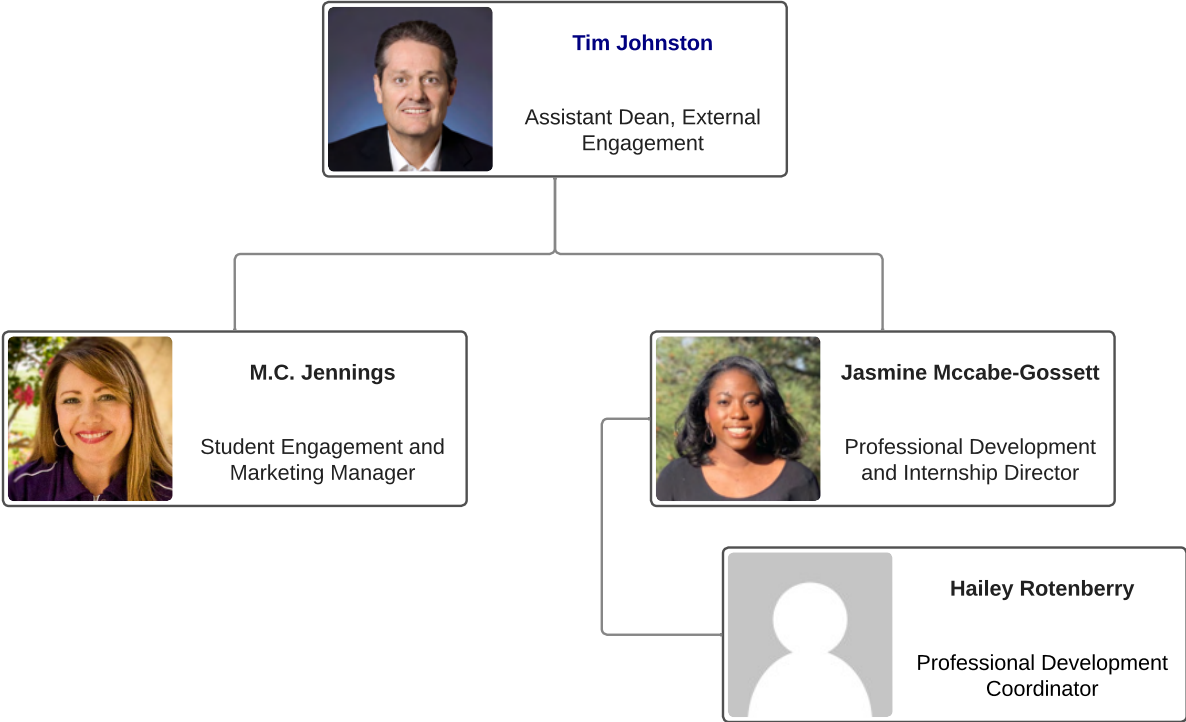 Tim Johnston
Assistant Dean, External
Engagement
M.C. Jennings
Student Engagement and
Marketing Manager
Jasmine Mccabe-Gossett
Professional Development
and Internship Director
Hailey Rotenberry
Professional Development
Coordinator